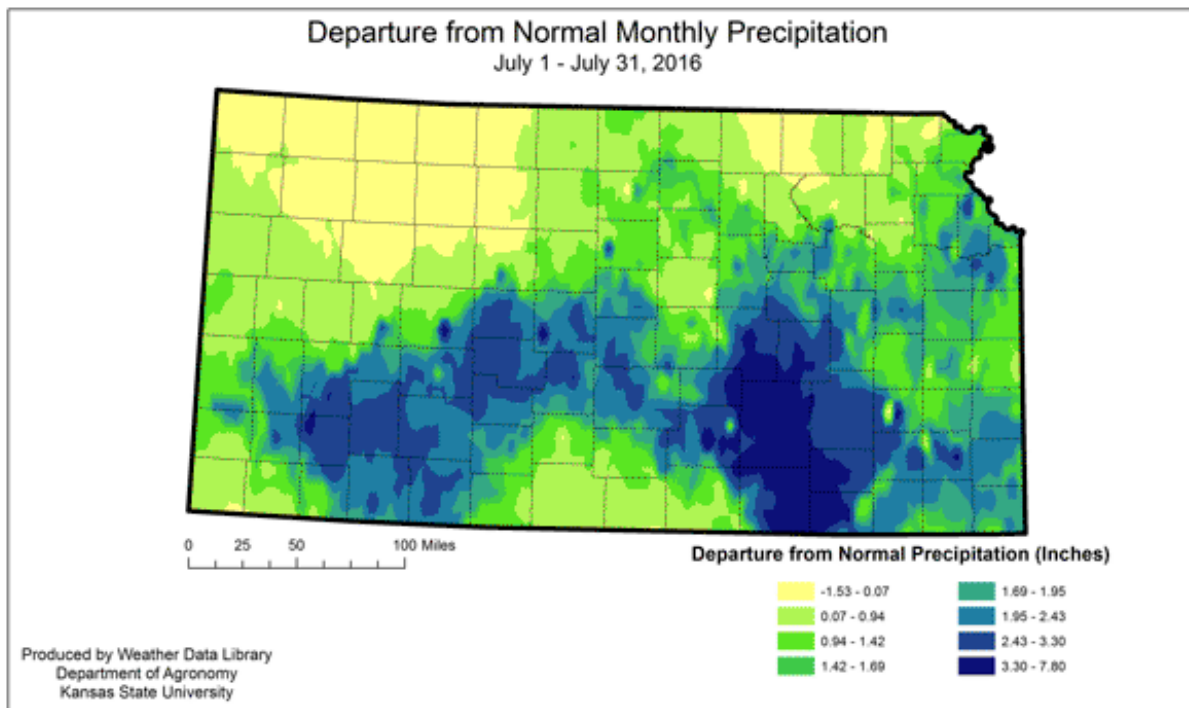 Departure from Normal Monthly Precipitation
July 1 - July 31, 2016
0 25 50 100 Miles
Departure from Normal Precipitation (Inches)
-1.53 - 0.07
0.07 - 0.94
0.94 - 1.42
1.42 - 1.69
1.69 - 1.95
1.95 - 2.43
2.43 - 3.30
3.30 - 7.80
Produced by Weather Data Library
Department of Agronomy
Kansas State University